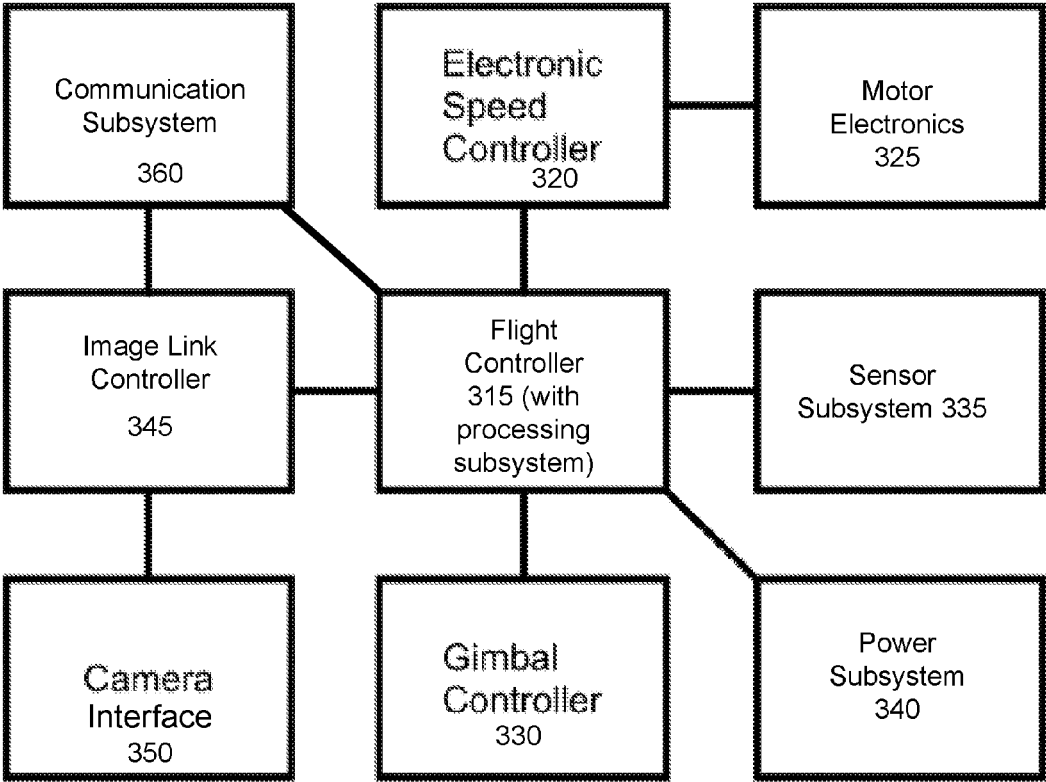 Communication
Subsystem
360
Electronic
Speed
Controller
320
Motor
Electronics
325
Image Link
Controller
345
Flight
Controller
315 (with
processing
subsystem)
Sensor
Subsystem 335
Camera
Interface
350
Gimbal
Controller
330
Power
Subsystem
340